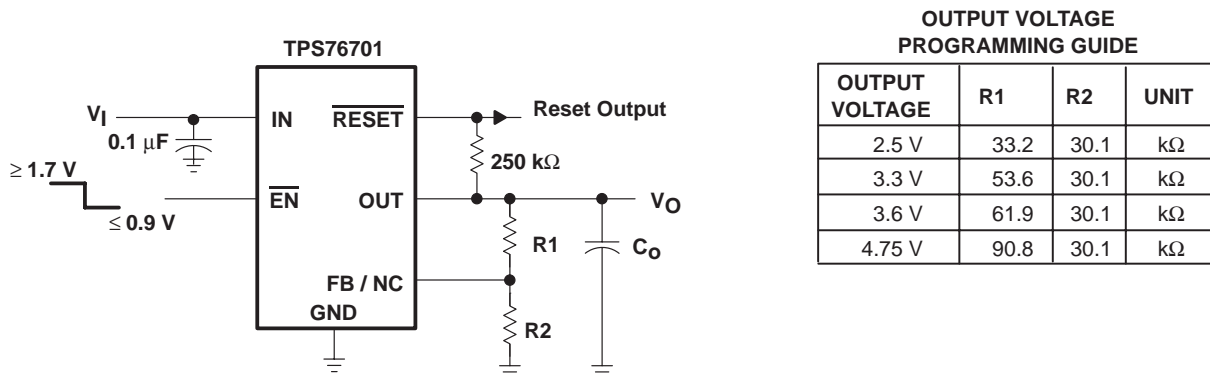 TPS76701
V_I
0.1 μF
≥ 1.7 V
≤ 0.9 V
IN
RESET
EN
OUT
FB / NC
GND
Reset Output
250 kΩ
V_O
R1
C_o
R2
OUTPUT VOLTAGE
PROGRAMMING GUIDE
OUTPUT VOLTAGE R1 R2 UNIT
2.5 V 33.2 30.1 kΩ
3.3 V 53.6 30.1 kΩ
3.6 V 61.9 30.1 kΩ
4.75 V 90.8 30.1 kΩ